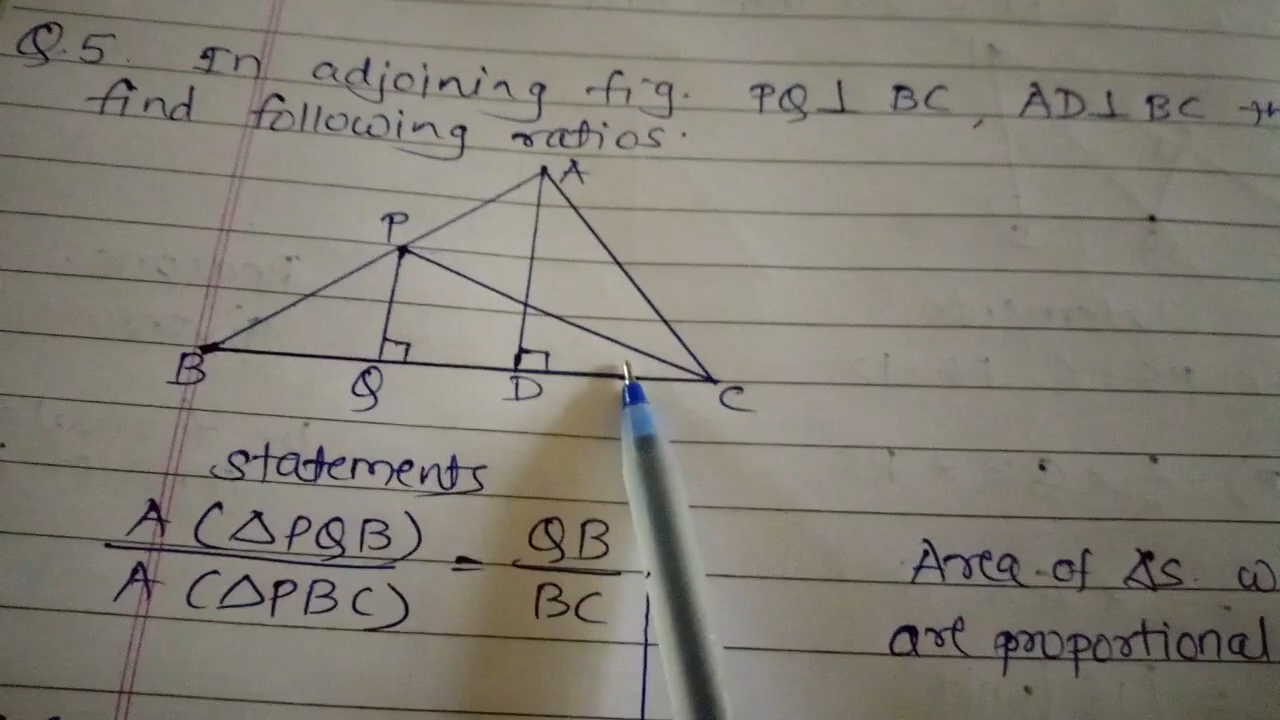 Q.5. In adjoining fig. PQ⊥ BC, AD⊥ BC
find following ratios.
A
P
B
Q
D
C
statements
A (△PQB) / A (△PBC) = QB / BC
Area of △s.
are proportional